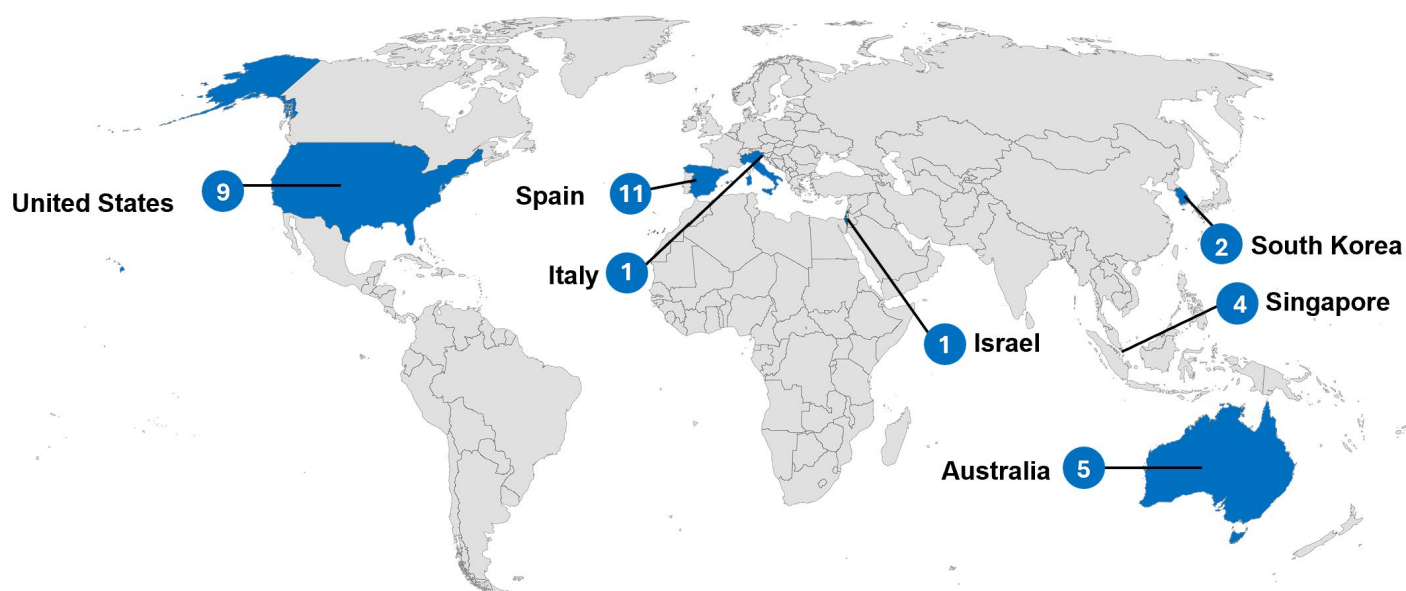 United States 9
Spain 11
Italy 1
2 South Korea
4 Singapore
1 Israel
Australia 5